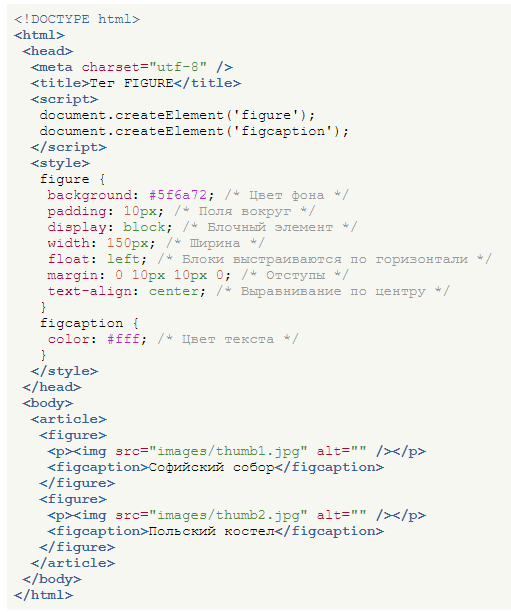 <!DOCTYPE html>
<html>
<head>
<meta charset="utf-8" />
<title>Тег FIGURE</title>
<script>
document.createElement('figure');
document.createElement('figcaption');
</script>
<style>
figure {
background: #5f6a72; /* Цвет фона */
padding: 10px; /* Поля вокруг */
display: block; /* Блочный элемент */
width: 150px; /* Ширина */
float: left; /* Блоки выстраиваются по горизонтали */
margin: 0 10px 10px 0; /* Отступы */
text-align: center; /* Выравнивание по центру */
}
figcaption {
color: #fff; /* Цвет текста */
}
</style>
</head>
<body>
<article>
<figure>
<p><img src="images/thumb1.jpg" alt="" /></p>
<figcaption>Софийский собор</figcaption>
</figure>
<figure>
<p><img src="images/thumb2.jpg" alt="" /></p>
<figcaption>Польский костел</figcaption>
</figure>
</article>
</body>
</html>